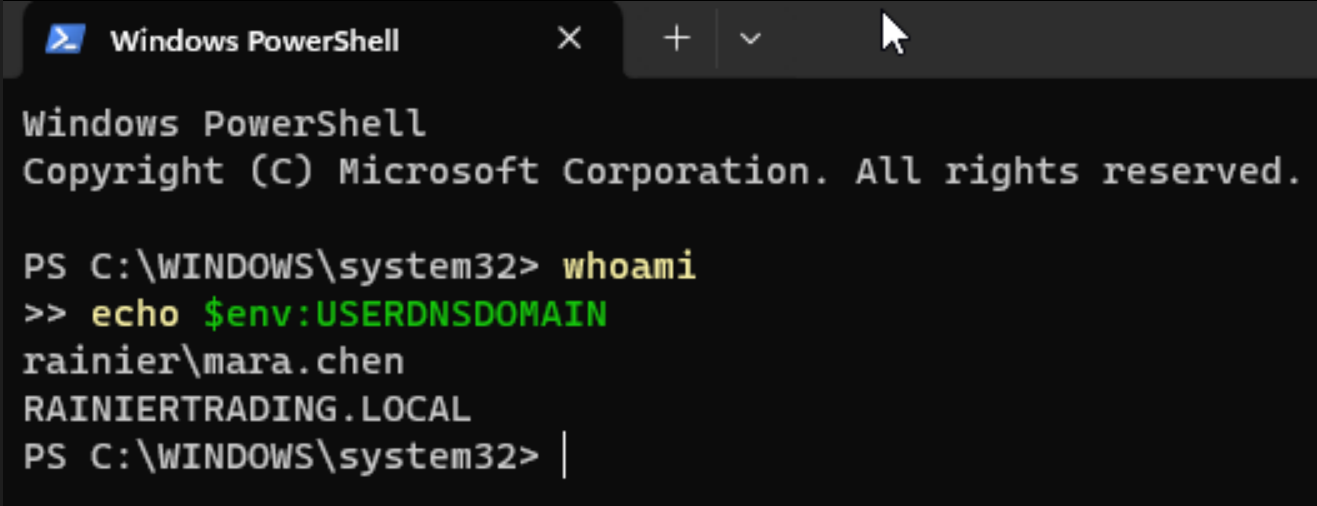 Windows PowerShell
Windows PowerShell
Copyright (C) Microsoft Corporation. All rights reserved.
PS C:\WINDOWS\system32> whoami
>> echo $env:USERDNSDOMAIN
rainier\mara.chen
RAINIERTRADING.LOCAL
PS C:\WINDOWS\system32>